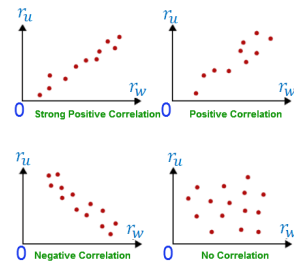 r_u
r_u
0
r_w
0
r_w
Strong Positive Correlation
Positive Correlation
r_u
r_u
0
r_w
0
r_w
Negative Correlation
No Correlation